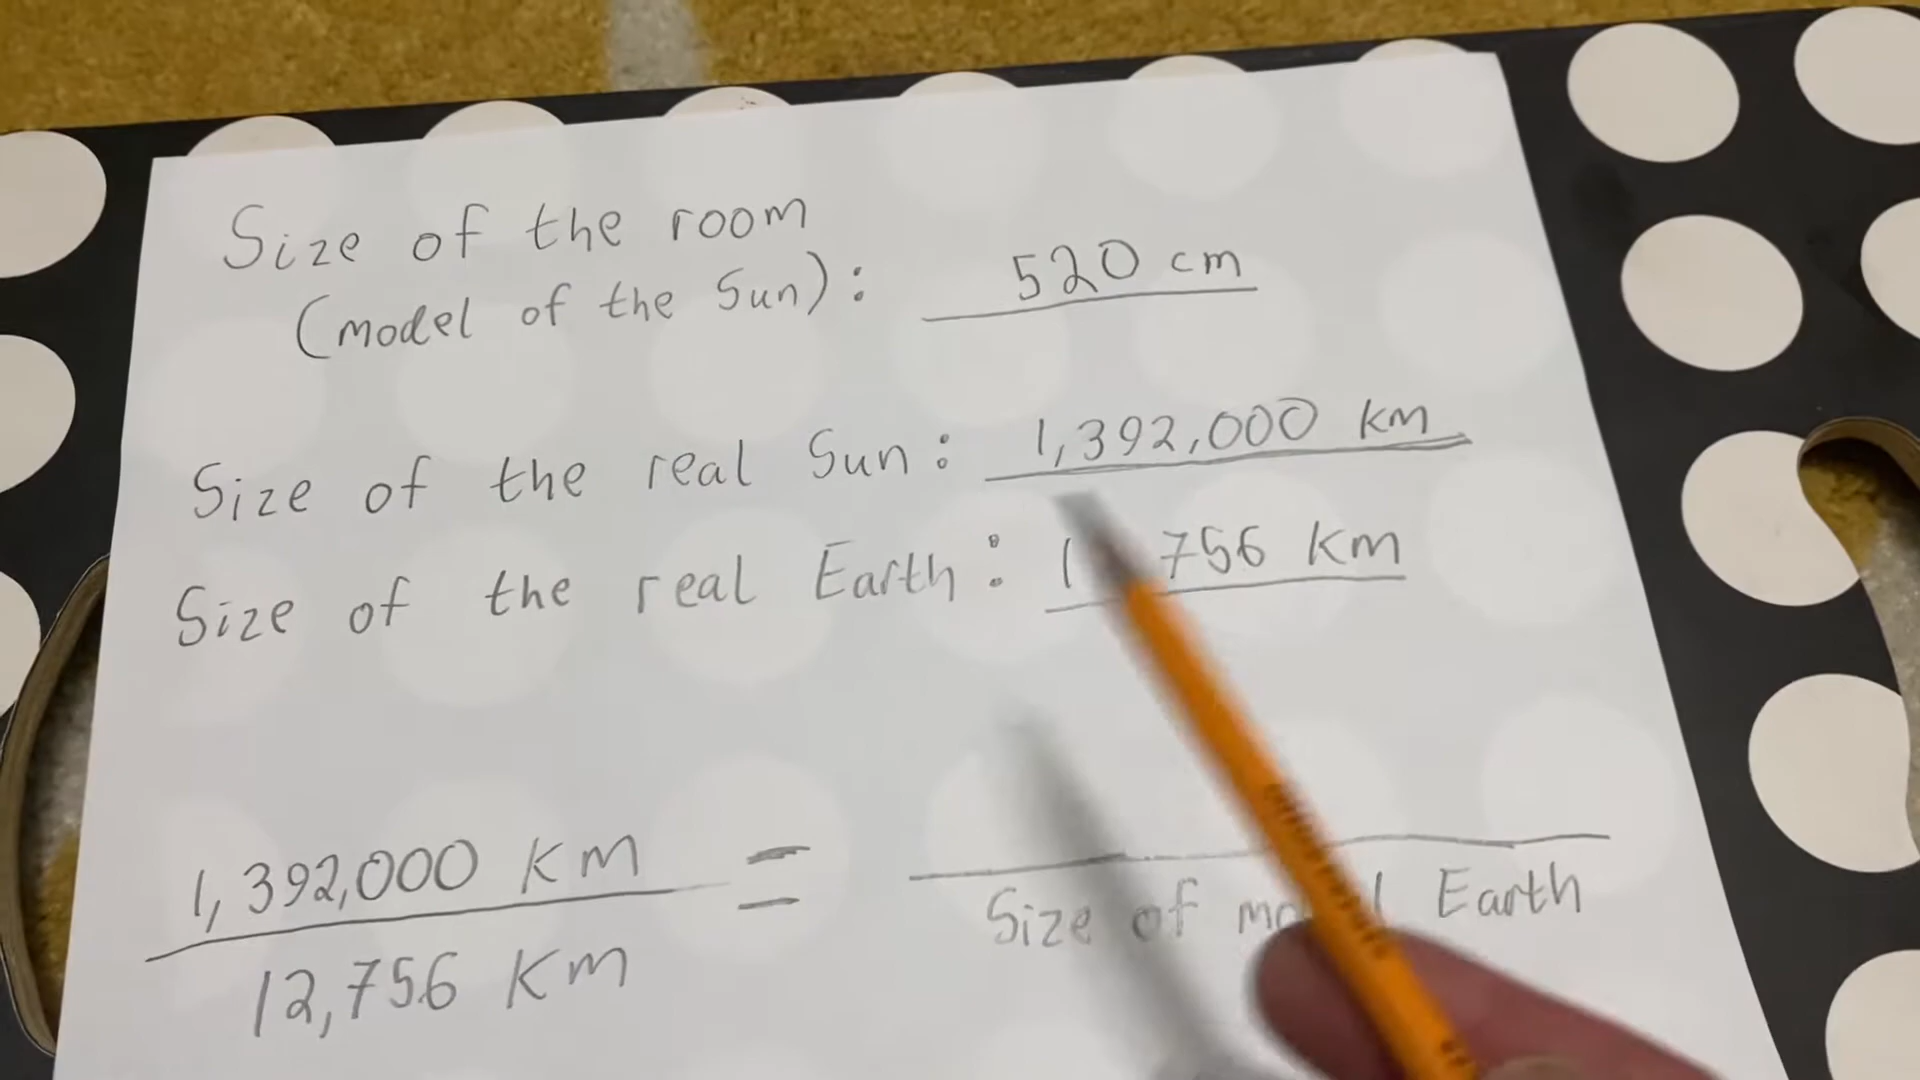 Size of the room
(model of the Sun): 520 cm
Size of the real Sun: 1,392,000 km
Size of the real Earth: 1 756 km
1,392,000 km =
12,756 km
Size of Earth